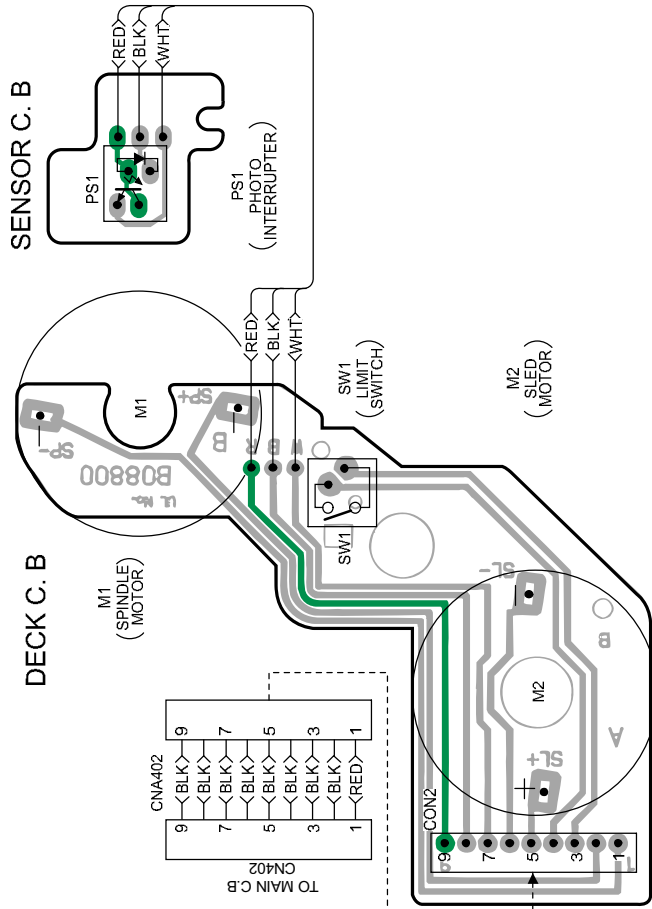 SENSOR C. B
RED
BLK
WHT
PS1
PS1
PHOTO
INTERRUPTER
DECK C. B
M1
SPINDLE
MOTOR
M1
SP-
SP+
B08800
UL No.
B
R
B
W
RED
BLK
WHT
SW1
SW1
LIMIT
SWITCH
M2
SLED
MOTOR
SL-
M2
SL+
A
B
CON2
9
7
5
3
1
9
1
CNA402
9
7
5
3
1
BLK
BLK
BLK
BLK
BLK
BLK
BLK
BLK
RED
9
7
5
3
1
CN402
TO MAIN C.B